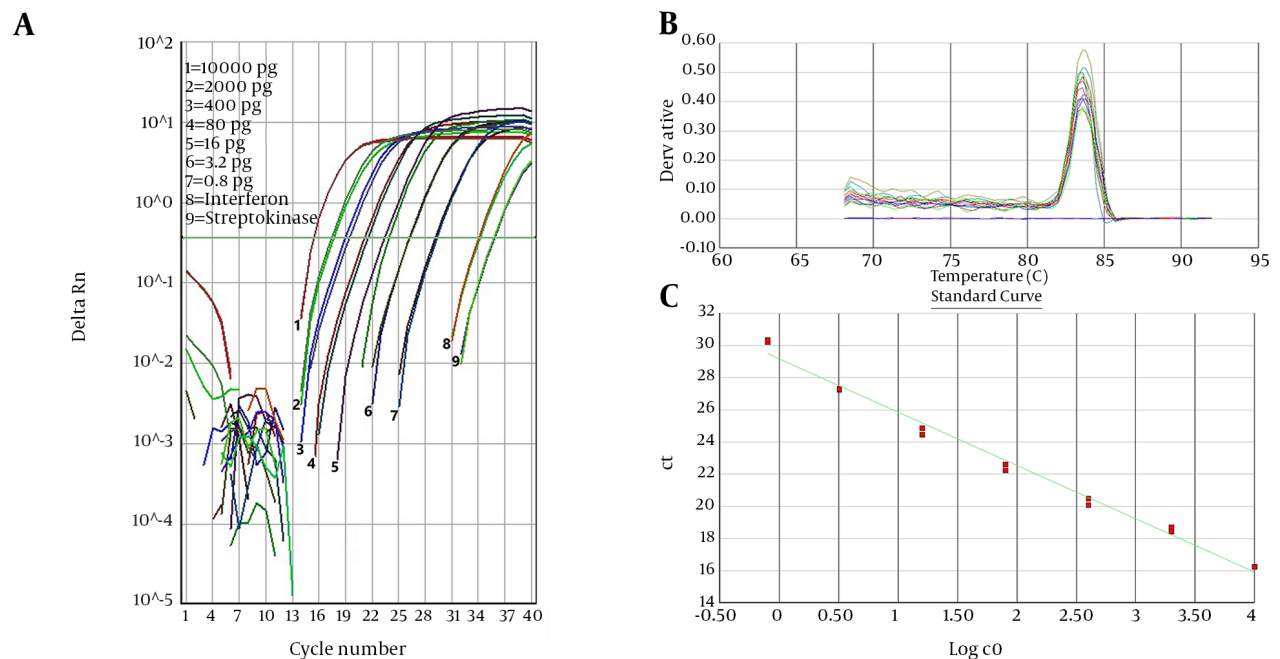 A
10^2
10^1
10^0
10^-1
10^-2
10^-3
10^-4
10^-5
Delta Rn
1=10000 pg
2=2000 pg
3=400 pg
4=80 pg
5=16 pg
6=3.2 pg
7=0.8 pg
8=Interferon
9=Streptokinase
1
2
3
4
5
6
7
8
9
1 4 7 10 13 16 19 22 25 28 31 34 37 40
Cycle number
B
0.60
0.50
0.40
0.30
0.20
0.10
0.00
-0.10
Derv ative
60 65 70 75 80 85 90 95
Temperature (C)
C
Standard Curve
32
30
28
26
24
22
20
18
16
14
ct
-0.50 0 0.50 1 1.50 2 2.50 3 3.50 4
Log c0